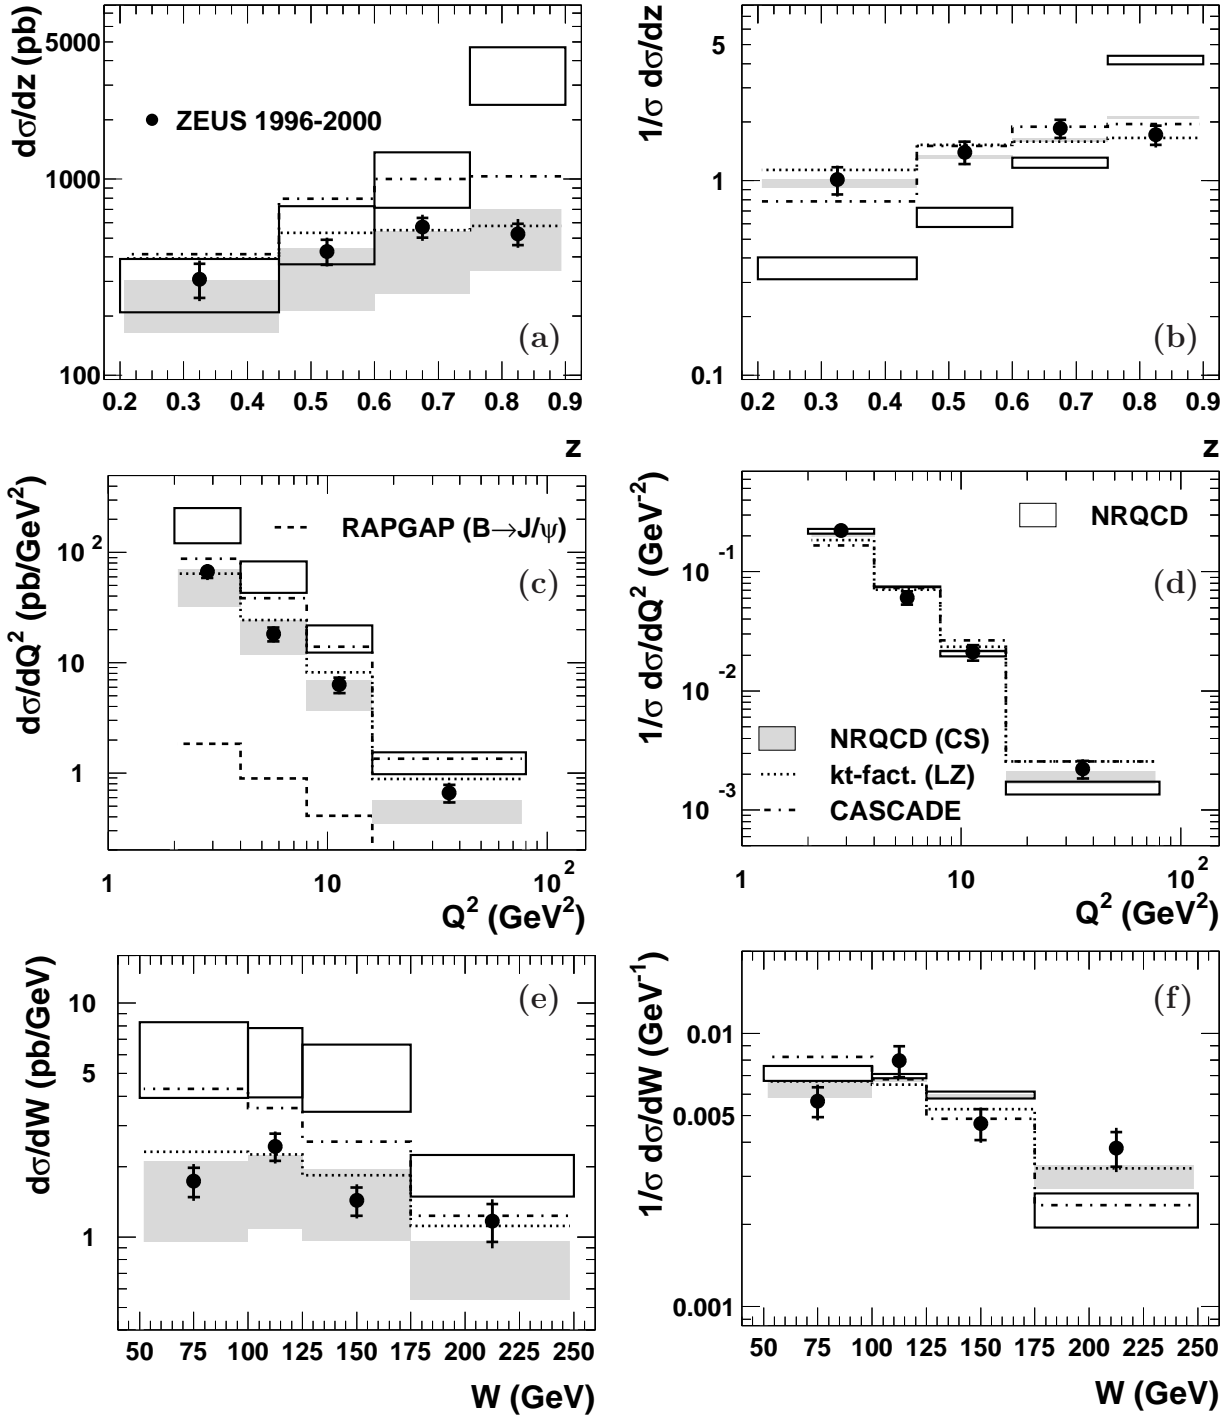 dσ/dz (pb)
5000
1000
100
● ZEUS 1996-2000
(a)
0.2 0.3 0.4 0.5 0.6 0.7 0.8 0.9
z
1/σ dσ/dz
5
1
0.1
(b)
0.2 0.3 0.4 0.5 0.6 0.7 0.8 0.9
z
dσ/dQ² (pb/GeV²)
10²
10
1
RAPGAP (B→J/ψ)
(c)
1 10 10²
Q² (GeV²)
1/σ dσ/dQ² (GeV⁻²)
10⁻¹
10⁻²
10⁻³
NRQCD
(d)
NRQCD (CS)
kt-fact. (LZ)
CASCADE
1 10 10²
Q² (GeV²)
dσ/dW (pb/GeV)
10
5
1
(e)
50 75 100 125 150 175 200 225 250
W (GeV)
1/σ dσ/dW (GeV⁻¹)
0.01
0.005
0.001
(f)
50 75 100 125 150 175 200 225 250
W (GeV)